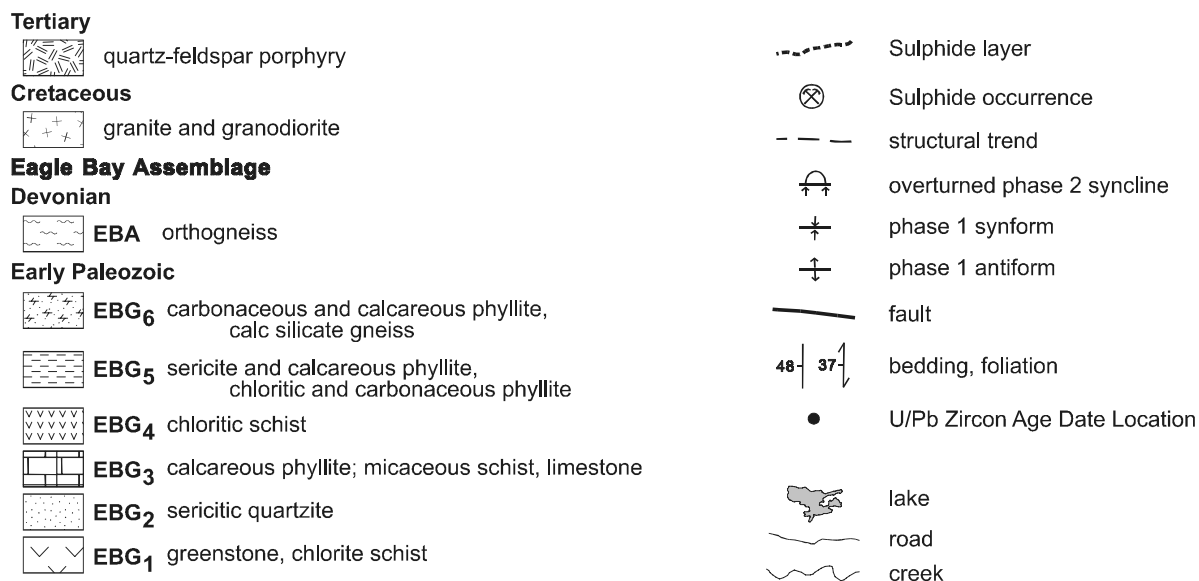 Tertiary
quartz-feldspar porphyry
Cretaceous
granite and granodiorite
Eagle Bay Assemblage
Devonian
EBA orthogneiss
Early Paleozoic
EBG6 carbonaceous and calcareous phyllite,
calc silicate gneiss
EBG5 sericite and calcareous phyllite,
chloritic and carbonaceous phyllite
EBG4 chloritic schist
EBG3 calcareous phyllite; micaceous schist, limestone
EBG2 sericitic quartzite
EBG1 greenstone, chlorite schist
Sulphide layer
Sulphide occurrence
structural trend
overturned phase 2 syncline
phase 1 synform
phase 1 antiform
fault
48 37 bedding, foliation
U/Pb Zircon Age Date Location
lake
road
creek